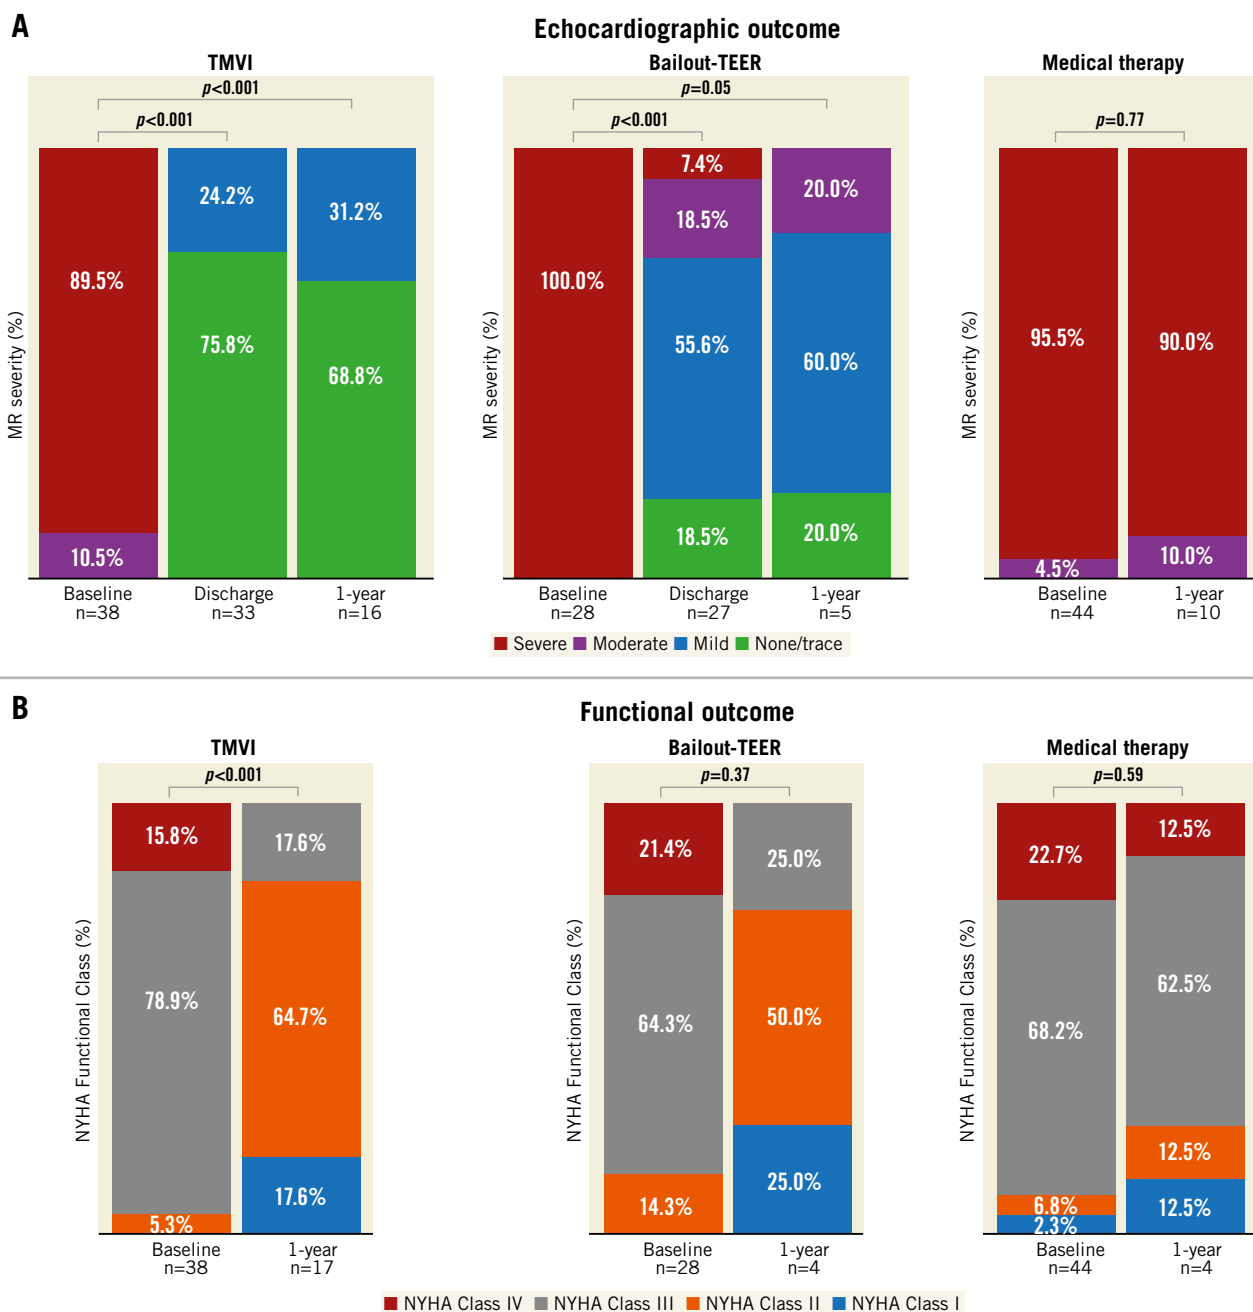 A
Echocardiographic outcome
TMVI
p<0.001
p<0.001
MR severity (%)
89.5%
10.5%
24.2%
75.8%
31.2%
68.8%
Baseline
n=38
Discharge
n=33
1-year
n=16
Bailout-TEER
p=0.05
p<0.001
MR severity (%)
100.0%
7.4%
18.5%
55.6%
18.5%
20.0%
60.0%
20.0%
Baseline
n=28
Discharge
n=27
1-year
n=5
Medical therapy
p=0.77
MR severity (%)
95.5%
4.5%
90.0%
10.0%
Baseline
n=44
1-year
n=10
Severe Moderate Mild None/trace
B
Functional outcome
TMVI
p<0.001
NYHA Functional Class (%)
15.8%
78.9%
5.3%
17.6%
64.7%
17.6%
Baseline
n=38
1-year
n=17
Bailout-TEER
p=0.37
NYHA Functional Class (%)
21.4%
64.3%
14.3%
25.0%
50.0%
25.0%
Baseline
n=28
1-year
n=4
Medical therapy
p=0.59
NYHA Functional Class (%)
22.7%
68.2%
6.8%
2.3%
12.5%
62.5%
12.5%
12.5%
Baseline
n=44
1-year
n=4
NYHA Class IV NYHA Class III NYHA Class II NYHA Class I